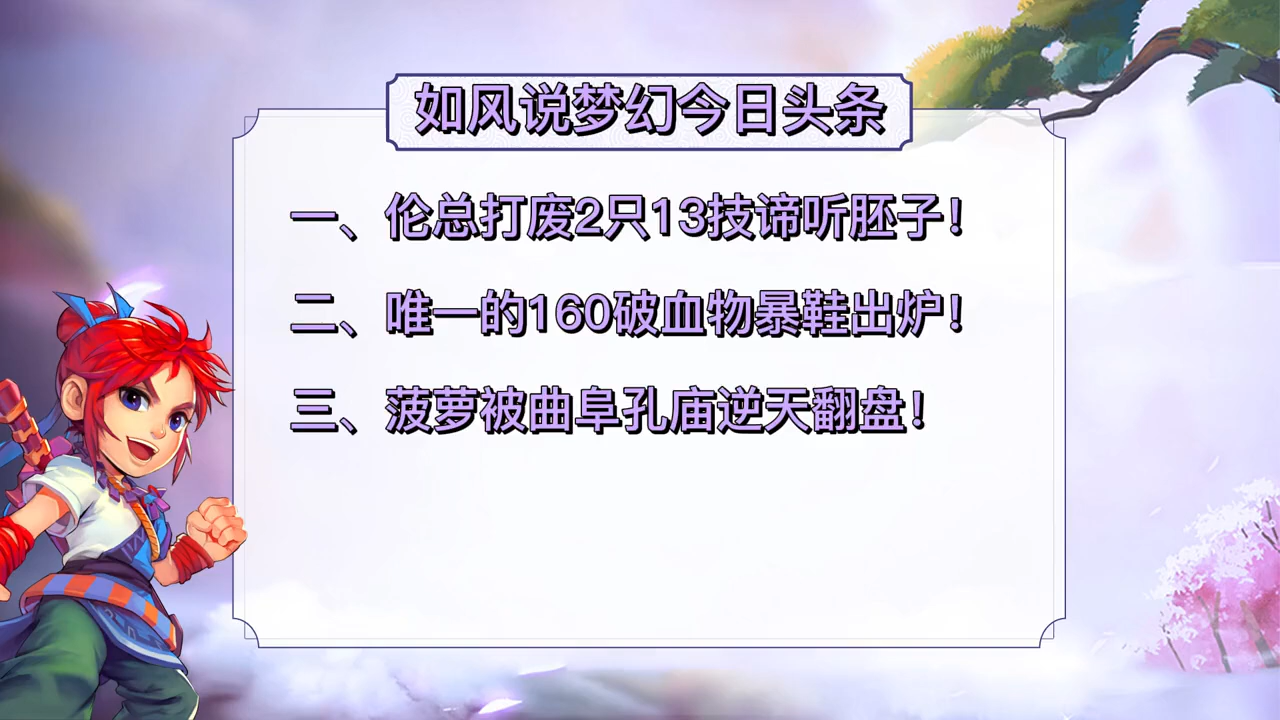 如风说梦幻今日头条
一、伦总打废2只13技谛听胚子！
二、唯一的160破血物暴鞋出炉！
三、菠萝被曲阜孔庙逆天翻盘！